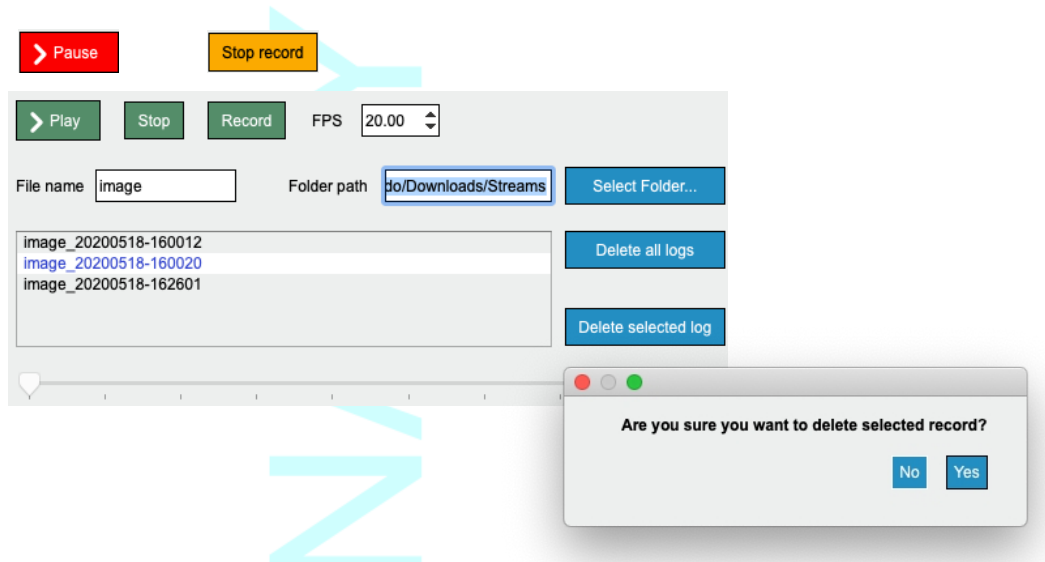 Pause
Stop record
Play Stop Record FPS 20.00
File name image Folder path do/Downloads/Streams Select Folder...
image_20200518-160012
image_20200518-160020
image_20200518-162601
Delete all logs
Delete selected log
Are you sure you want to delete selected record?
No Yes